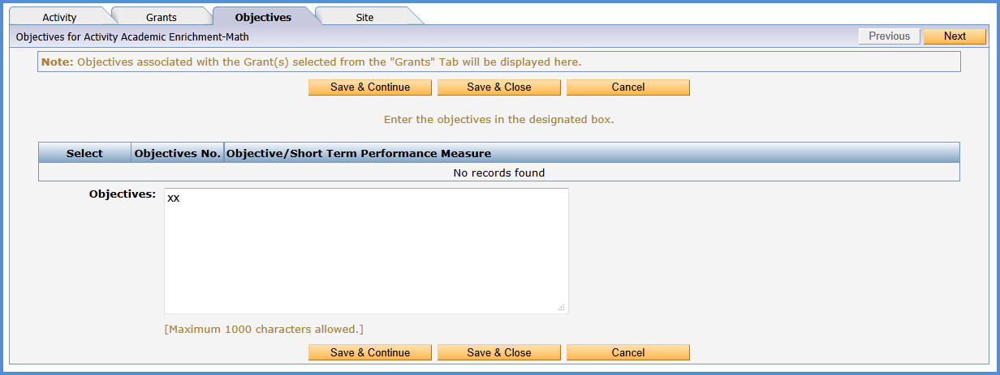 Activity Grants Objectives Site
Objectives for Activity Academic Enrichment-Math Previous Next
Note: Objectives associated with the Grant(s) selected from the "Grants" Tab will be displayed here.
Save & Continue Save & Close Cancel
Enter the objectives in the designated box.
Select Objectives No. Objective/Short Term Performance Measure
No records found
Objectives: xx
[Maximum 1000 characters allowed.]
Save & Continue Save & Close Cancel